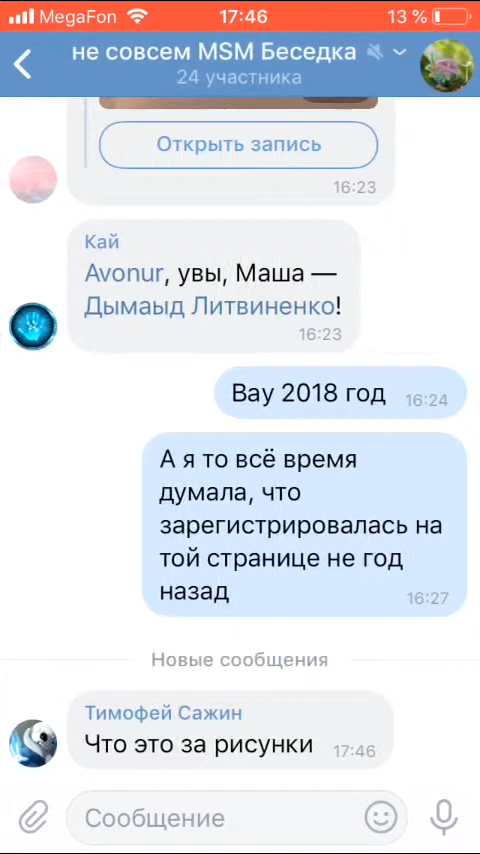 MegaFon 17:46 13 %
не совсем MSM Беседка
24 участника
Открыть запись
16:23
Кай
Avonur, увы, Маша —
Дымаыд Литвиненко!
16:23
Вау 2018 год 16:24
А я то всё время
думала, что
зарегистрировалась на
той странице не год
назад 16:27
Новые сообщения
Тимофей Сажин
Что это за рисунки 17:46
Сообщение